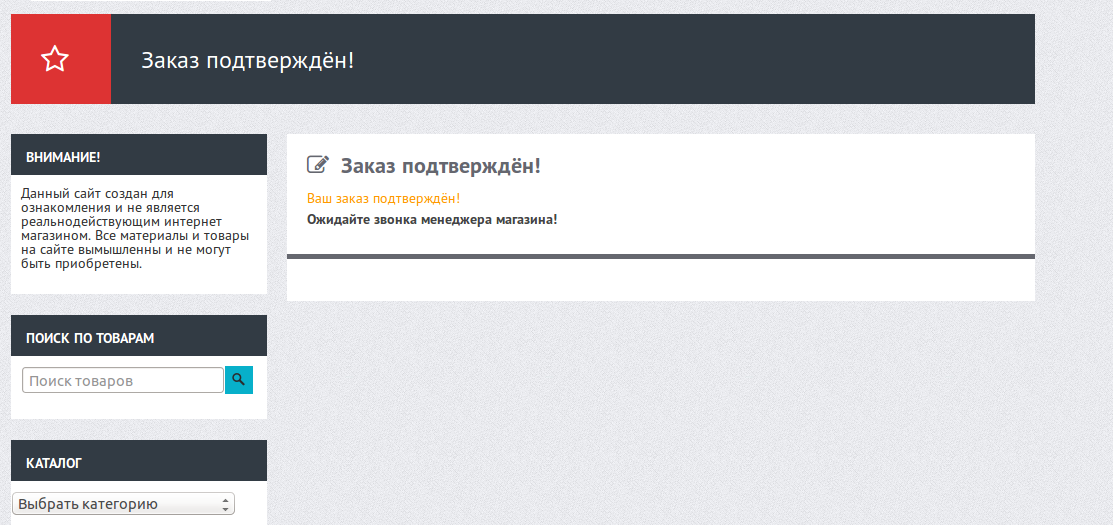 Заказ подтверждён!
ВНИМАНИЕ!
Данный сайт создан для
ознакомления и не является
реальнодействующим интернет
магазином. Все материалы и товары
на сайте вымышленны и не могут
быть приобретены.
ПОИСК ПО ТОВАРАМ
Поиск товаров
КАТАЛОГ
Выбрать категорию
Заказ подтверждён!
Ваш заказ подтверждён!
Ожидайте звонка менеджера магазина!